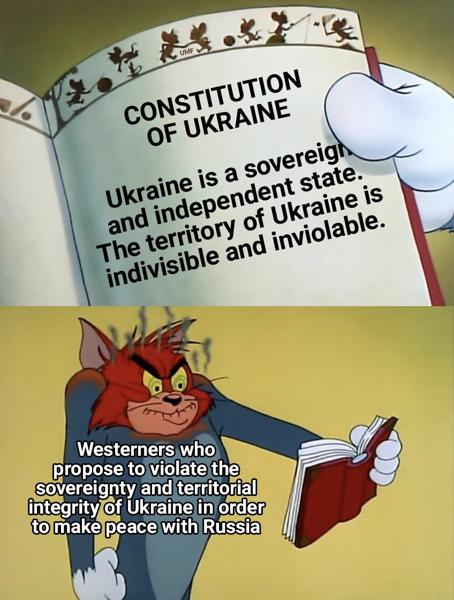 UMF
CONSTITUTION
OF UKRAINE
Ukraine is a sovereign
and independent state.
The territory of Ukraine is
indivisible and inviolable.
Westerners who
propose to violate the
sovereignty and territorial
integrity of Ukraine in order
to make peace with Russia